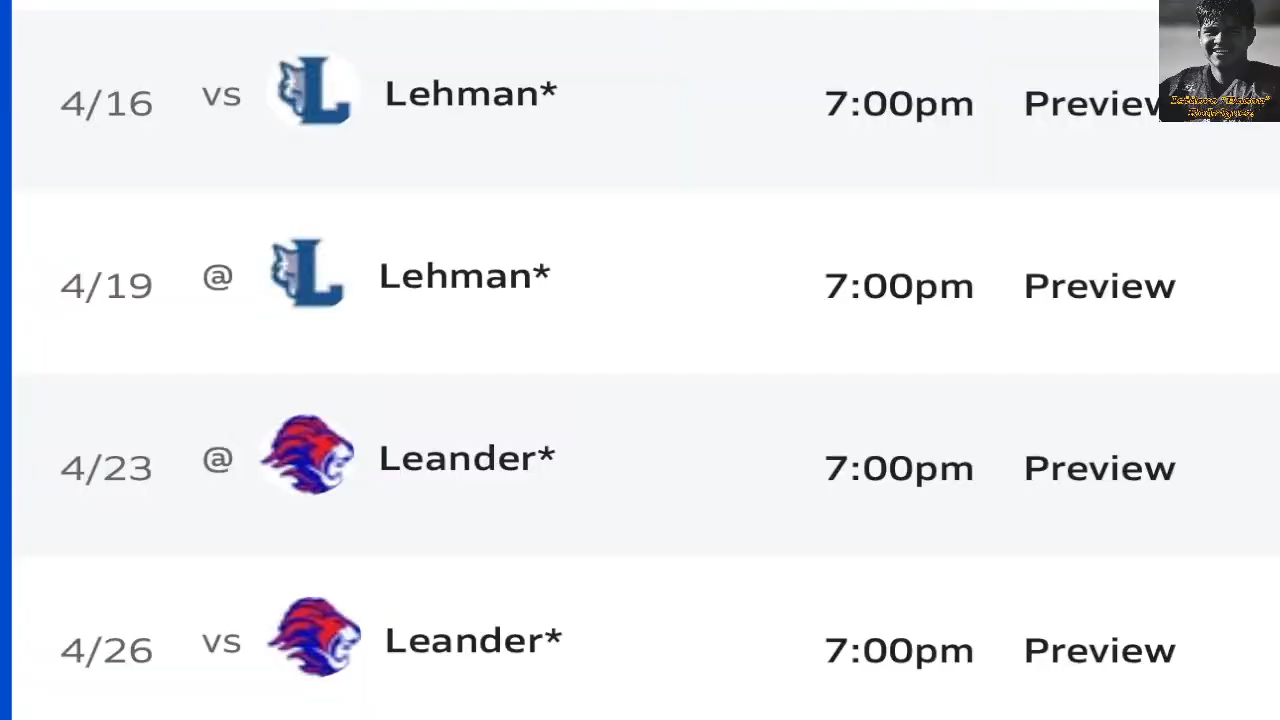 4/16 vs L Lehman* 7:00pm Preview
4/19 @ L Lehman* 7:00pm Preview
4/23 @ Leander* 7:00pm Preview
4/26 vs Leander* 7:00pm Preview